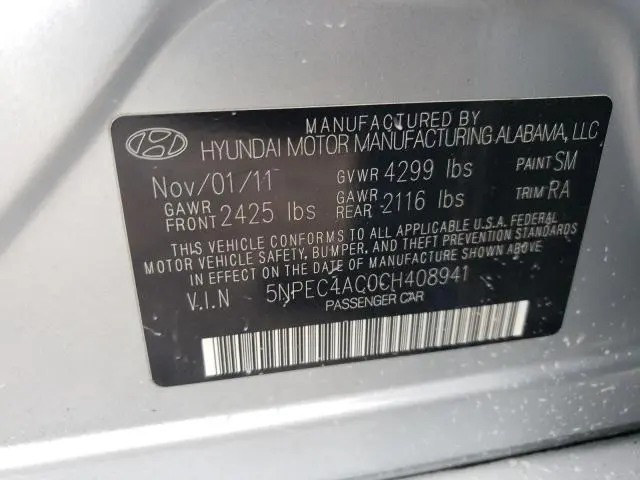 MANUFACTURED BY
HYUNDAI MOTOR MANUFACTURING ALABAMA, LLC
Nov/01/11 GVWR 4299 lbs PAINT SM
GAWR FRONT 2425 lbs GAWR REAR 2116 lbs TRIM RA
THIS VEHICLE CONFORMS TO ALL APPLICABLE U.S.A. FEDERAL
MOTOR VEHICLE SAFETY, BUMPER, AND THEFT PREVENTION STANDARDS
IN EFFECT ON THE DATE OF MANUFACTURE SHOWN ABOVE.
V.I.N 5NPEC4AC0CH408941
PASSENGER CAR